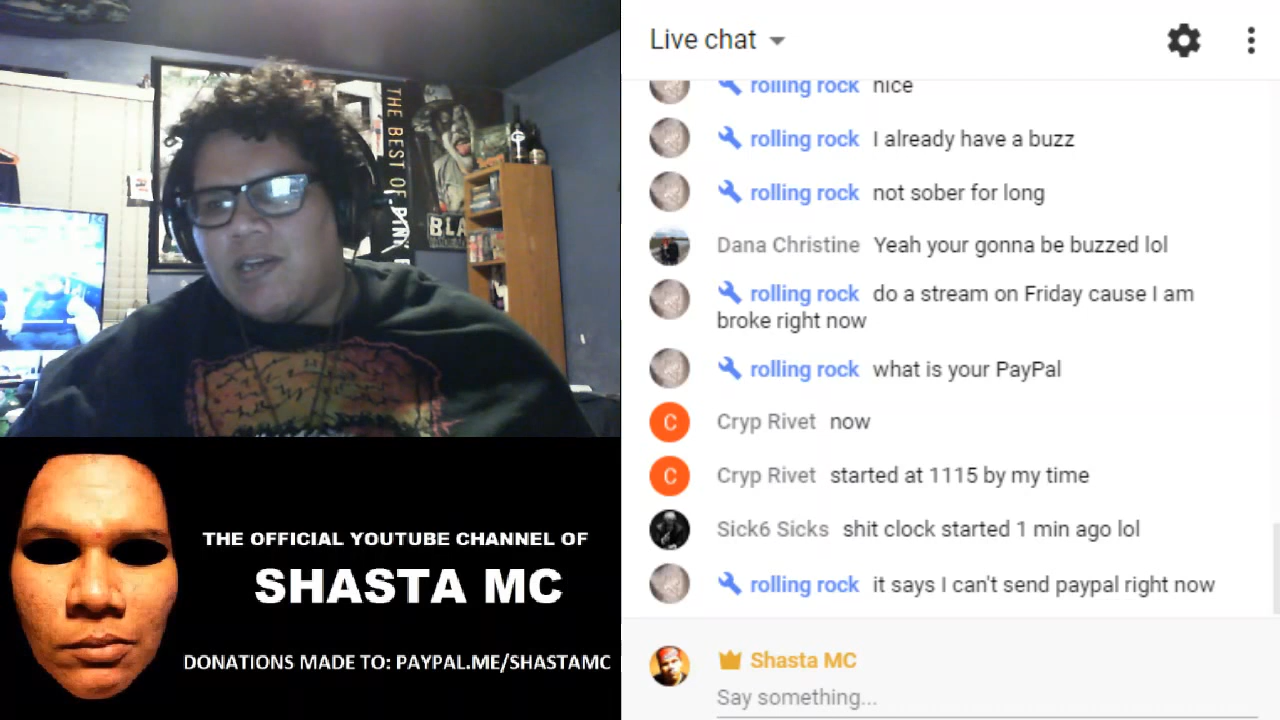 THE BEST OF PINK F
BLA
THE OFFICIAL YOUTUBE CHANNEL OF
SHASTA MC
DONATIONS MADE TO: PAYPAL.ME/SHASTAMC
Live chat
rolling rock nice
rolling rock I already have a buzz
rolling rock not sober for long
Dana Christine Yeah your gonna be buzzed lol
rolling rock do a stream on Friday cause I am
broke right now
rolling rock what is your PayPal
C Cryp Rivet now
C Cryp Rivet started at 1115 by my time
Sick6 Sicks shit clock started 1 min ago lol
rolling rock it says I can't send paypal right now
Shasta MC
Say something...